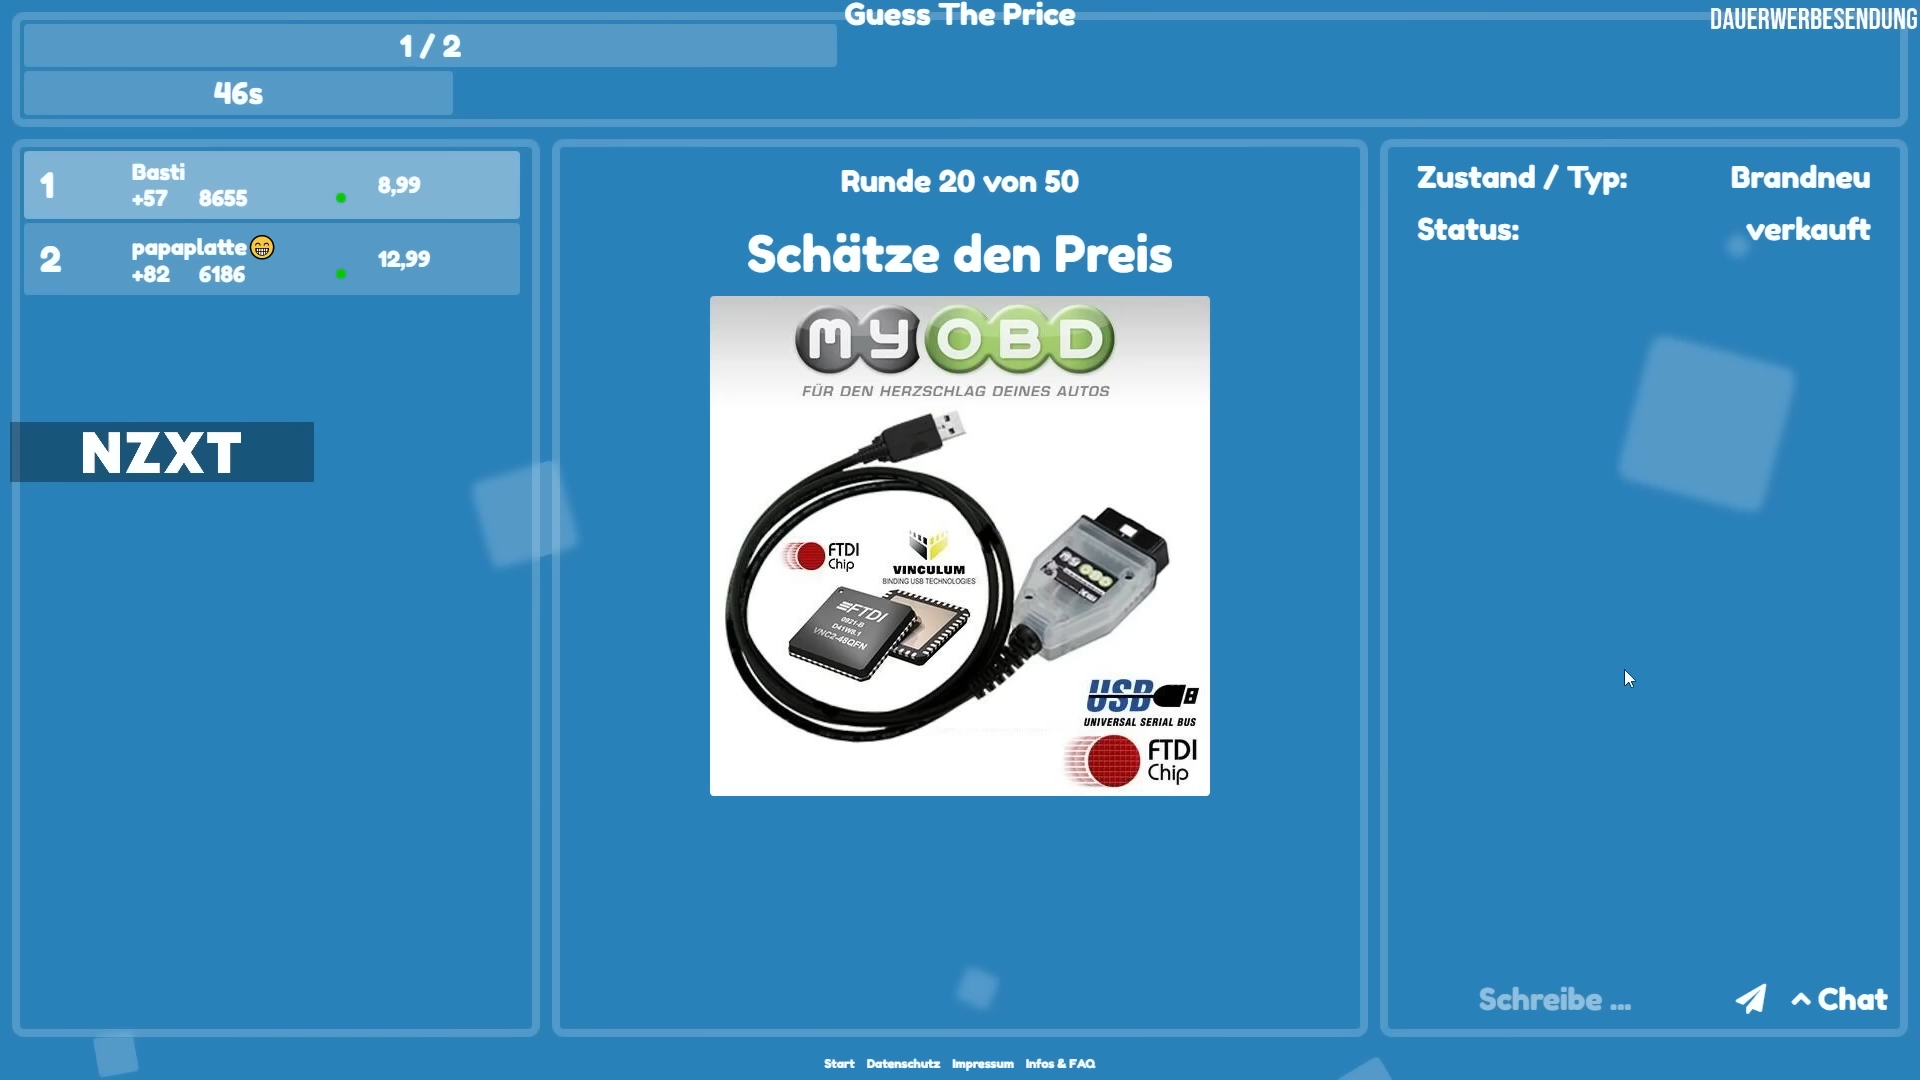 Guess The Price
DAUERWERBESENDUNG
1 / 2
46s
1
Basti
+57 8655
8,99
2
papaplatte😁
+82 6186
12,99
NZXT
Runde 20 von 50
Schätze den Preis
MYOBD
FÜR DEN HERZSCHLAG DEINES AUTOS
FTDI
Chip
VINCULUM
BINDING USB TECHNOLOGIES
FTDI
0921-B
VNC2-48QFN
USB
UNIVERSAL SERIAL BUS
FTDI
Chip
Zustand / Typ: Brandneu
Status: verkauft
Schreibe ...
Chat
Start Datenschutz Impressum Infos & FAQ